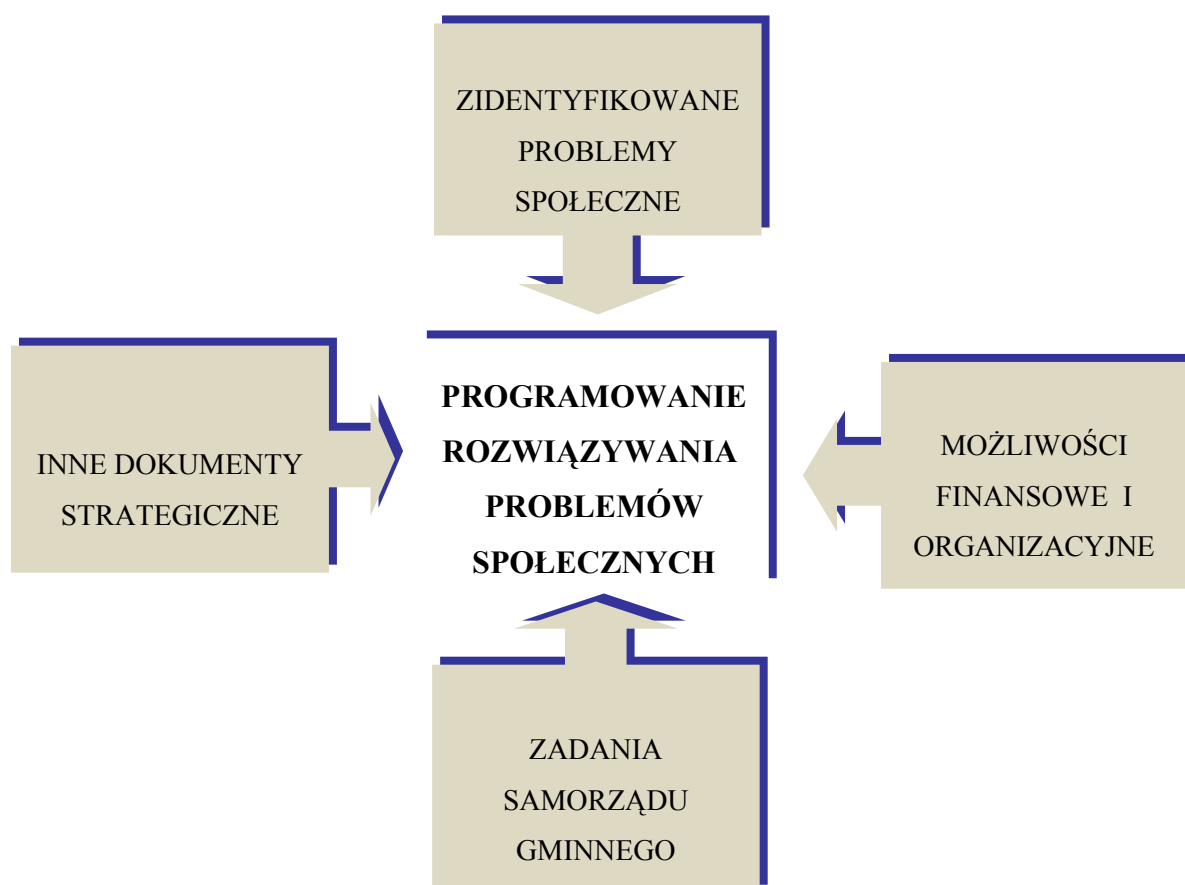 ZIDENTYFIKOWANE
PROBLEMY
SPOŁECZNE
INNE DOKUMENTY
STRATEGICZNE
PROGRAMOWANIE
ROZWIĄZYWANIA
PROBLEMÓW
SPOŁECZNYCH
MOŻLIWOŚCI
FINANSOWE I
ORGANIZACYJNE
ZADANIA
SAMORZĄDU
GMINNEGO